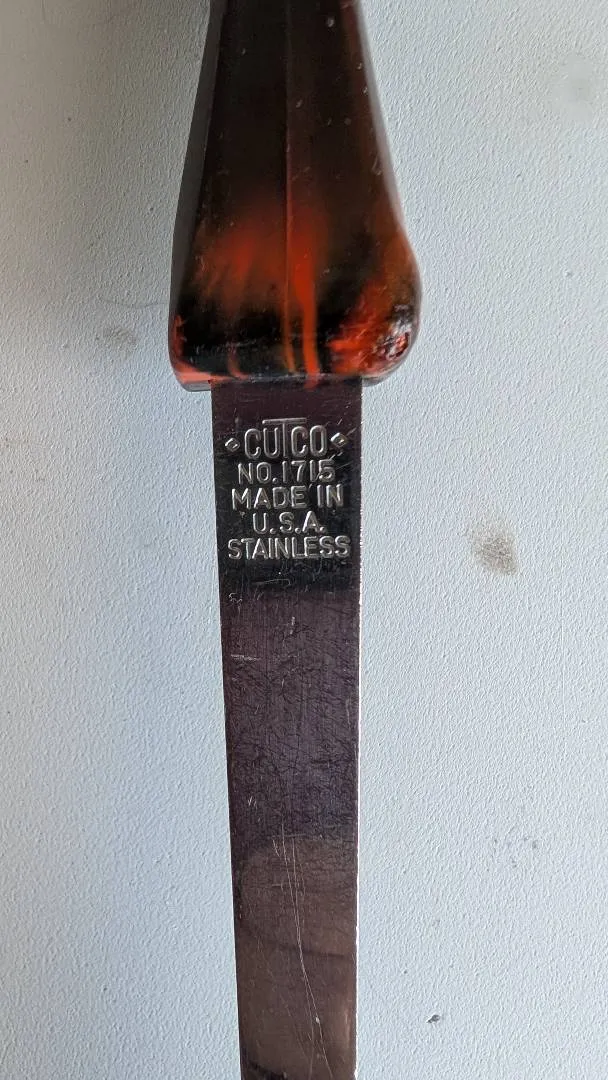 CUTCO
NO. 1715
MADE IN
U.S.A.
STAINLESS